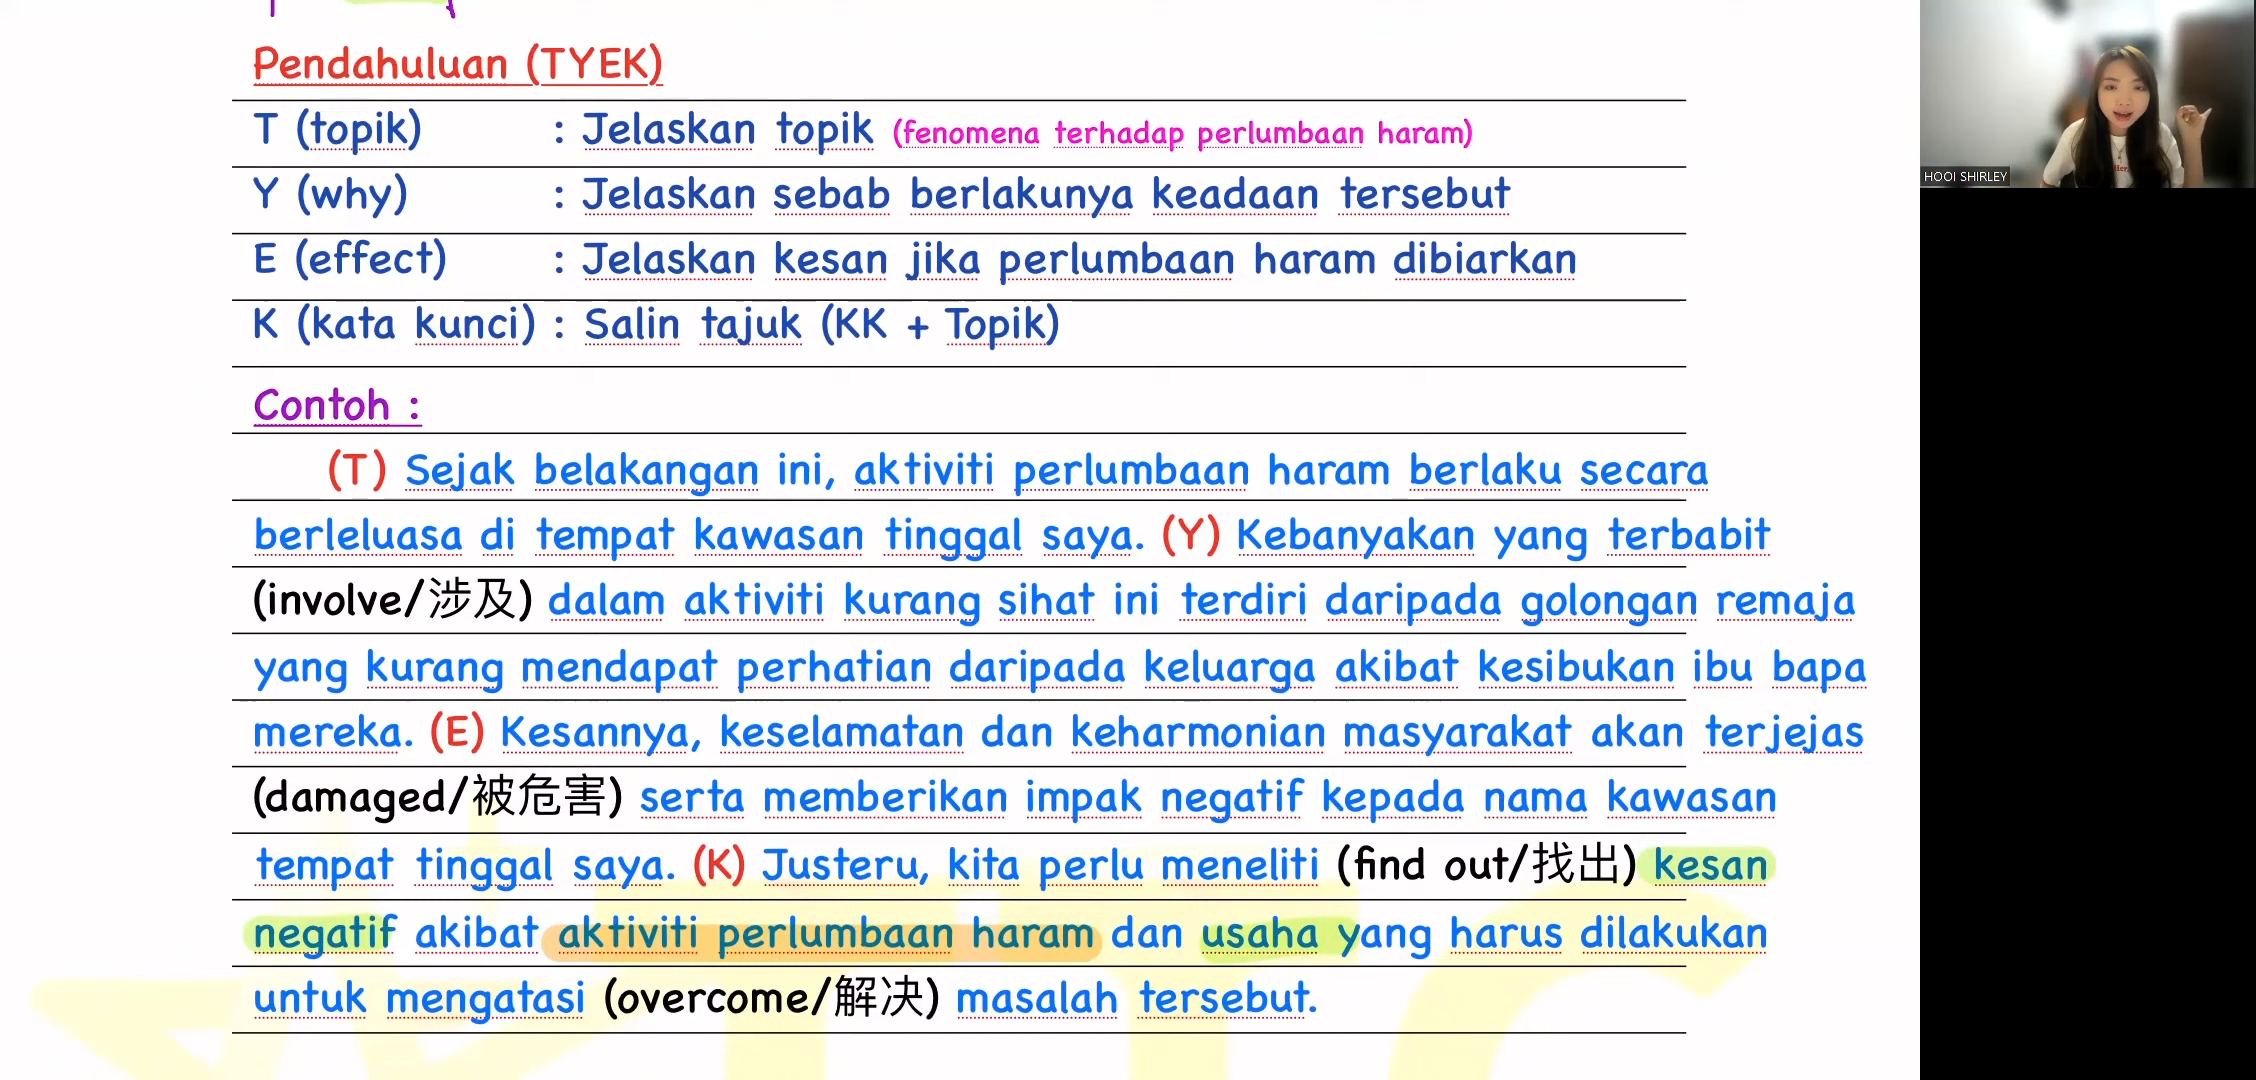 Pendahuluan (TYEK)
T (topik) : Jelaskan topik (fenomena terhadap perlumbaan haram)
Y (why) : Jelaskan sebab berlakunya keadaan tersebut
E (effect) : Jelaskan kesan jika perlumbaan haram dibiarkan
K (kata kunci) : Salin tajuk (KK + Topik)
Contoh :
(T) Sejak belakangan ini, aktiviti perlumbaan haram berlaku secara
berleluasa di tempat kawasan tinggal saya. (Y) Kebanyakan yang terbabit
(involve/涉及) dalam aktiviti kurang sihat ini terdiri daripada golongan remaja
yang kurang mendapat perhatian daripada keluarga akibat kesibukan ibu bapa
mereka. (E) Kesannya, keselamatan dan keharmonian masyarakat akan terjejas
(damaged/被危害) serta memberikan impak negatif kepada nama kawasan
tempat tinggal saya. (K) Justeru, kita perlu meneliti (find out/找出) kesan
negatif akibat aktiviti perlumbaan haram dan usaha yang harus dilakukan
untuk mengatasi (overcome/解决) masalah tersebut.
HOOI SHIRLEY